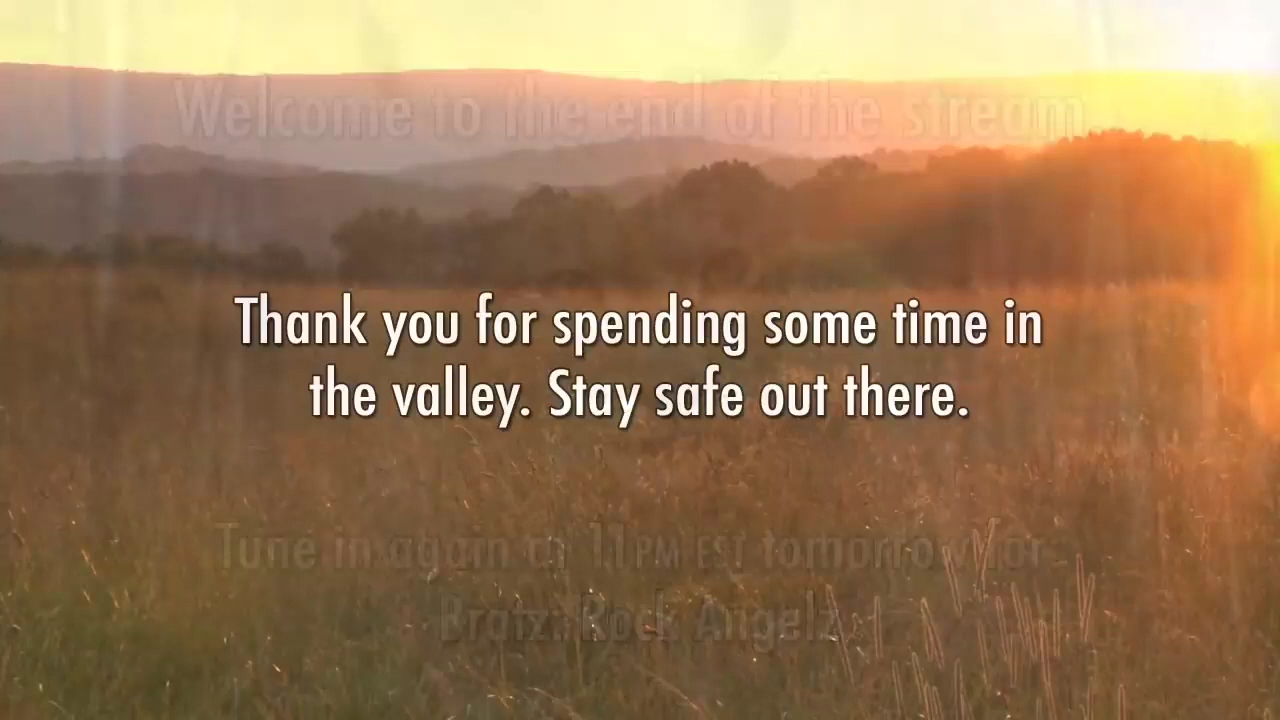 Welcome to the end of the stream
Thank you for spending some time in
the valley. Stay safe out there.
Tune in again at 11PM EST tomorrow for
Bratz: Rock Angelz